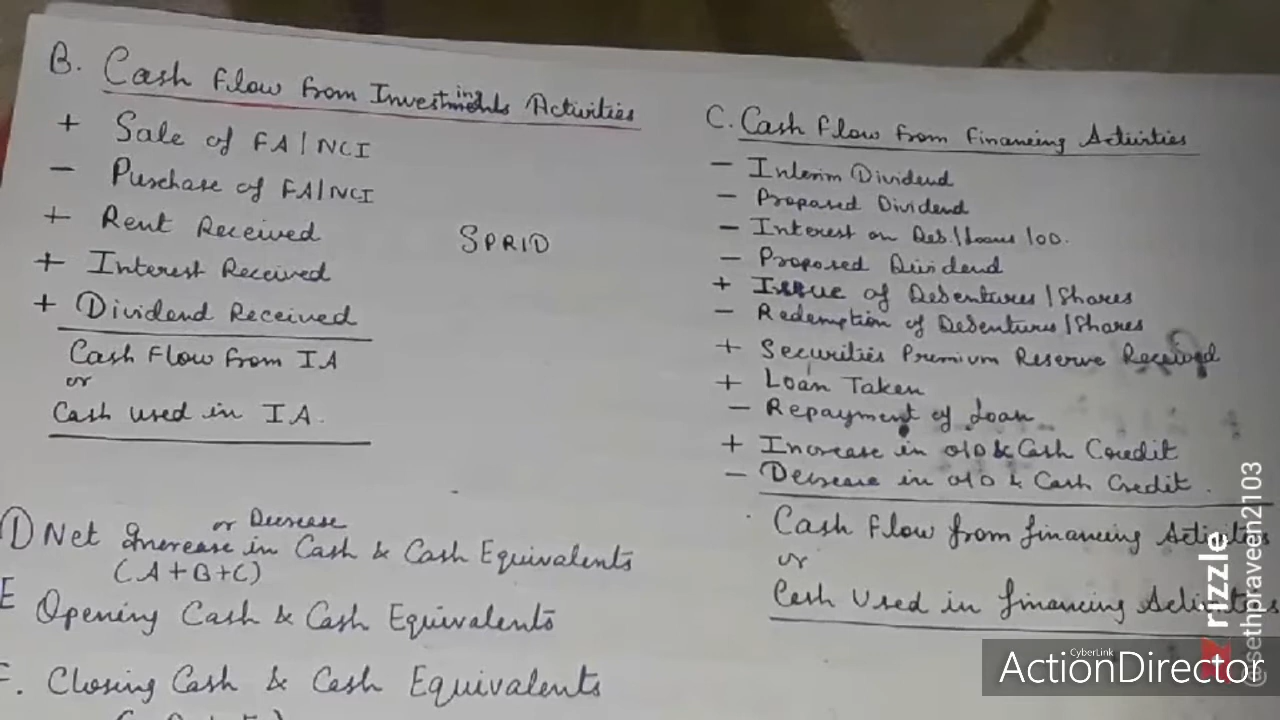 B. Cash Flow from Investing Activities
+ Sale of FA/NCI
- Purchase of FA/NCI
+ Rent Received
SPRID
+ Interest Received
+ Dividend Received
Cash Flow from IA
or
Cash used in IA.
C. Cash Flow from Financing Activities
- Interim Dividend
- Proposed Dividend
- Interest on Deb./Loans/OD.
- Proposed Dividend
+ Issue of Debentures/Shares
- Redemption of Debentures/Shares
+ Securities Premium Reserve Received
+ Loan Taken
- Repayment of Loan
+ Increase in O/D & Cash Credit
- Decrease in O/D & Cash Credit.
Cash Flow from financing Activities
or
Cash Used in financing Activities
D Net Increase or Decrease in Cash & Cash Equivalents
(A+B+C)
E Opening Cash & Cash Equivalents
F. Closing Cash & Cash Equivalents
rizzle
@sethpraveen2103
CyberLink
ActionDirector